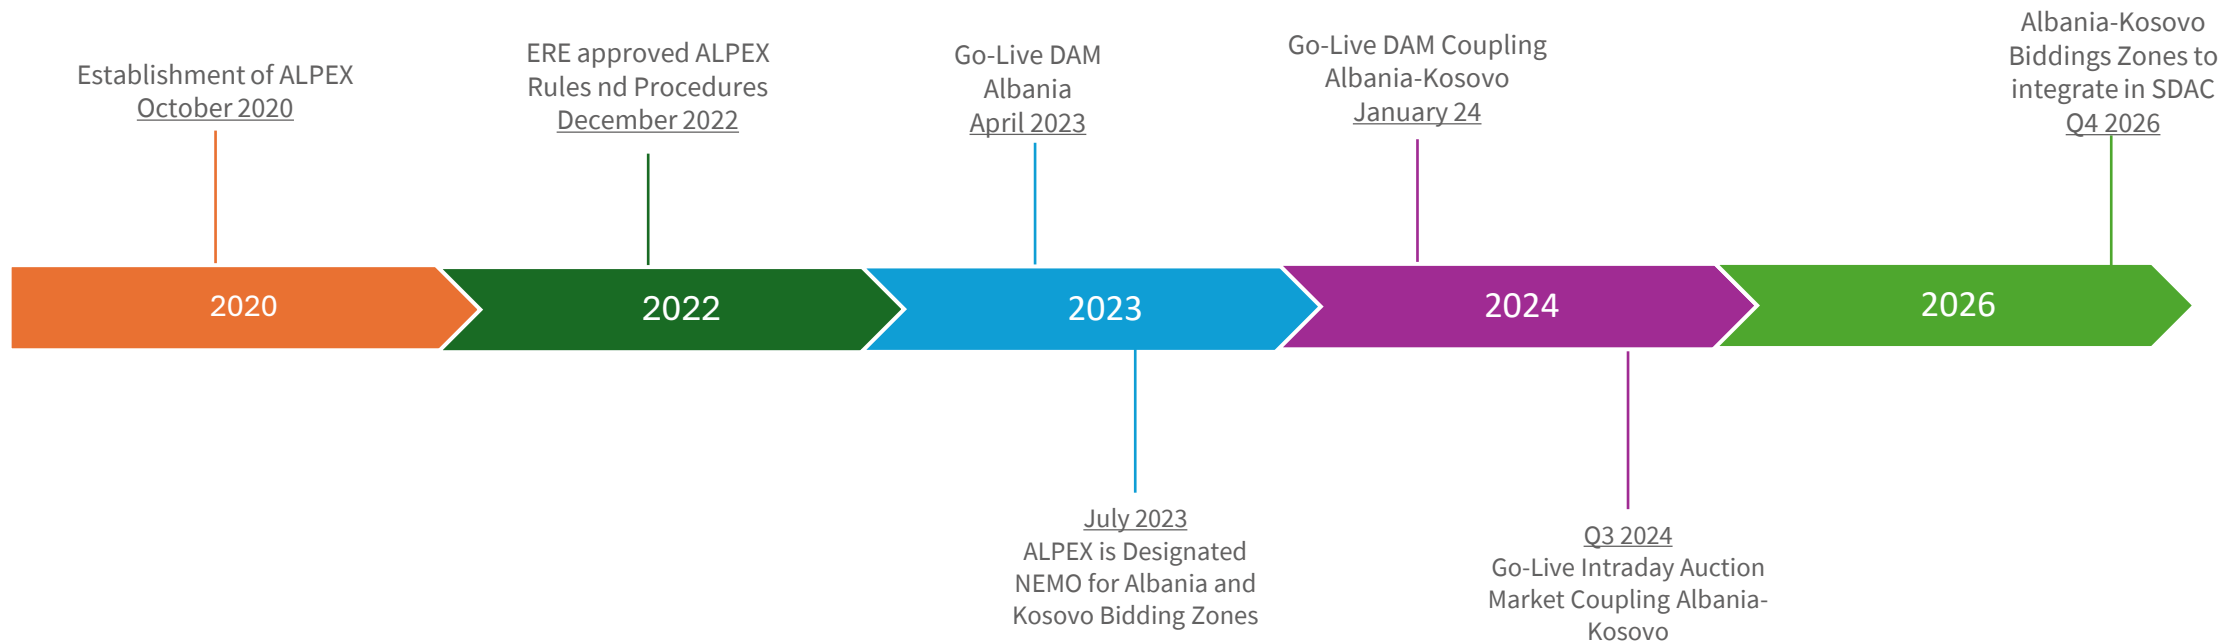 Establishment of ALPEX
October 2020
ERE approved ALPEX
Rules nd Procedures
December 2022
Go-Live DAM
Albania
April 2023
Go-Live DAM Coupling
Albania-Kosovo
January 24
Albania-Kosovo
Biddings Zones to
integrate in SDAC
Q4 2026
2020
2022
2023
2024
2026
July 2023
ALPEX is Designated
NEMO for Albania and
Kosovo Bidding Zones
Q3 2024
Go-Live Intraday Auction
Market Coupling Albania-
Kosovo